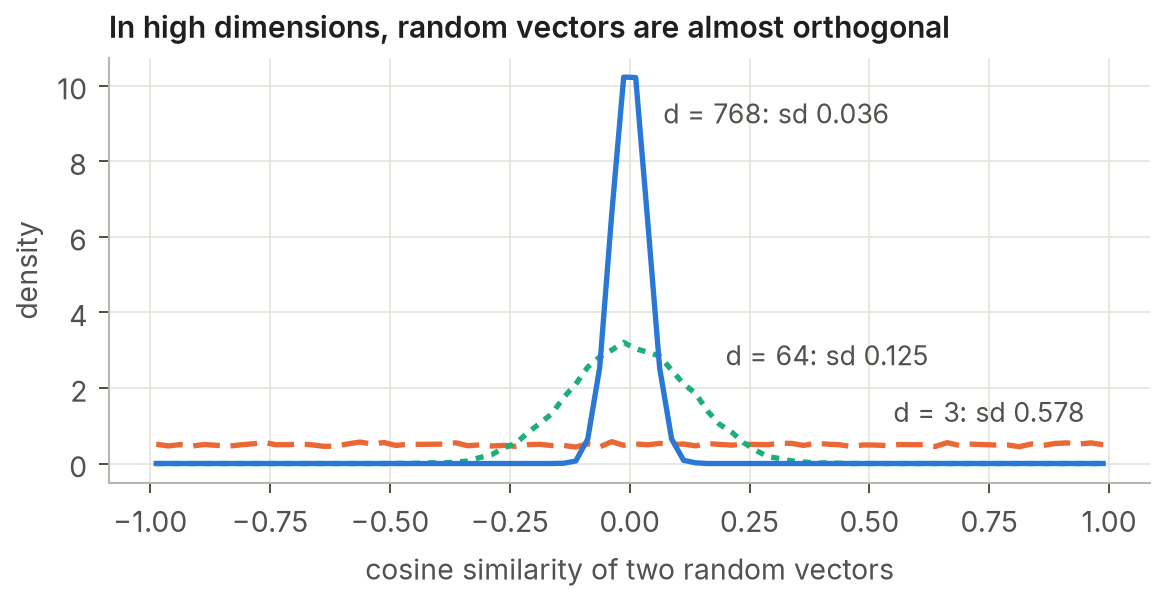 In high dimensions, random vectors are almost orthogonal
10
8
6
4
2
0
density
d = 768: sd 0.036
d = 64: sd 0.125
d = 3: sd 0.578
−1.00 −0.75 −0.50 −0.25 0.00 0.25 0.50 0.75 1.00
cosine similarity of two random vectors